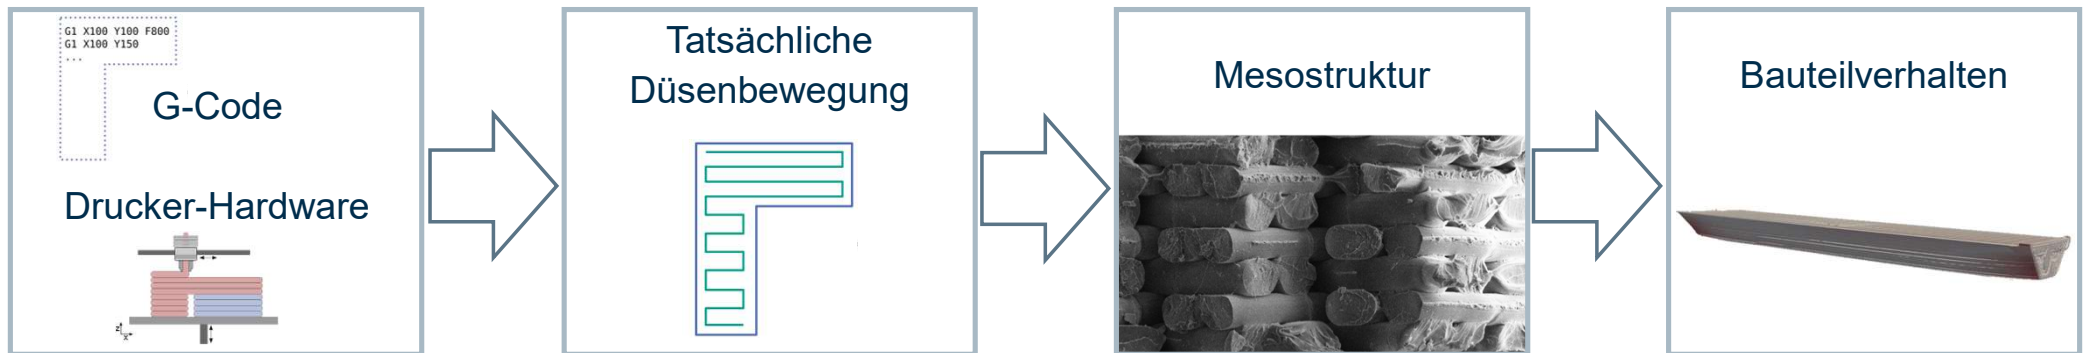 G1 X100 Y100 F800
G1 X100 Y150
...
G-Code
Drucker-Hardware
z
x
Tatsächliche
Düsenbewegung
Mesostruktur
Bauteilverhalten